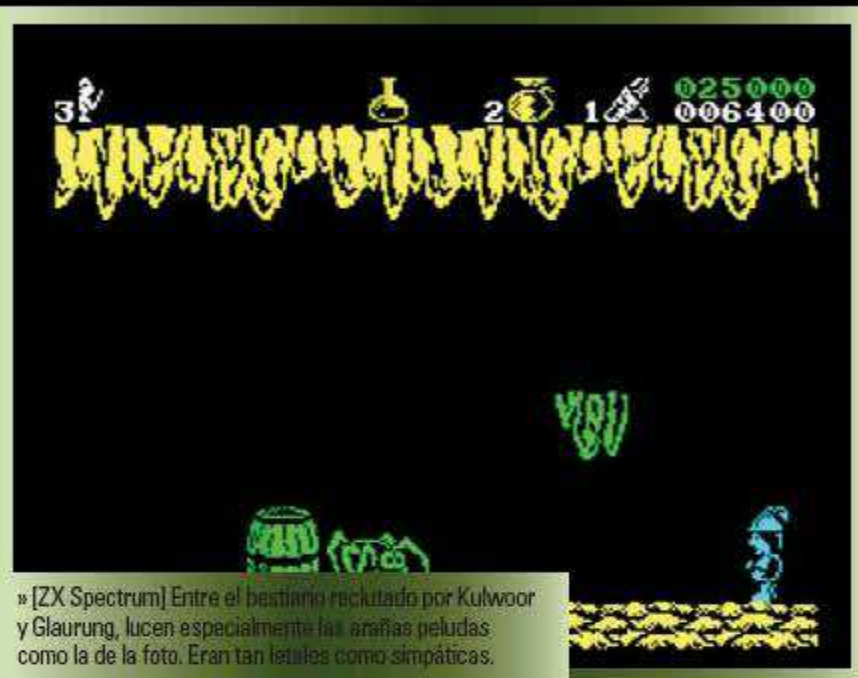 3 2 1 025000
006400
» [ZX Spectrum] Entre el bestiario reclutado por Kulwoor
y Glaurung, lucen especialmente las arañas peludas
como la de la foto. Eran tan letales como simpáticas.